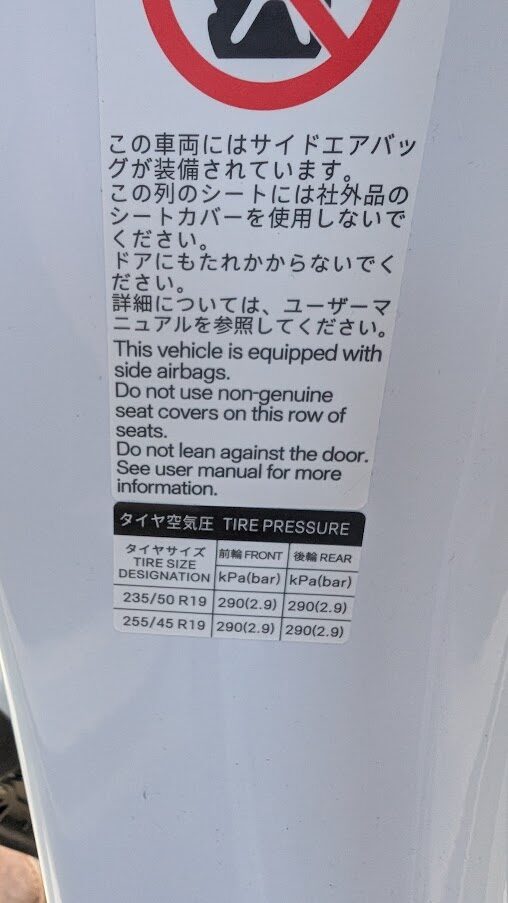 この車両にはサイドエアバッ
グが装備されています。
この列のシートには社外品の
シートカバーを使用しないで
ください。
ドアにもたれかからないでく
ださい。
詳細については、ユーザーマ
ニュアルを参照してください。
This vehicle is equipped with
side airbags.
Do not use non-genuine
seat covers on this row of
seats.
Do not lean against the door.
See user manual for more
information.
タイヤ空気圧 TIRE PRESSURE
タイヤサイズ
TIRE SIZE
DESIGNATION
前輪 FRONT 後輪 REAR
kPa(bar) kPa(bar)
235/50 R19 290(2.9) 290(2.9)
255/45 R19 290(2.9) 290(2.9)